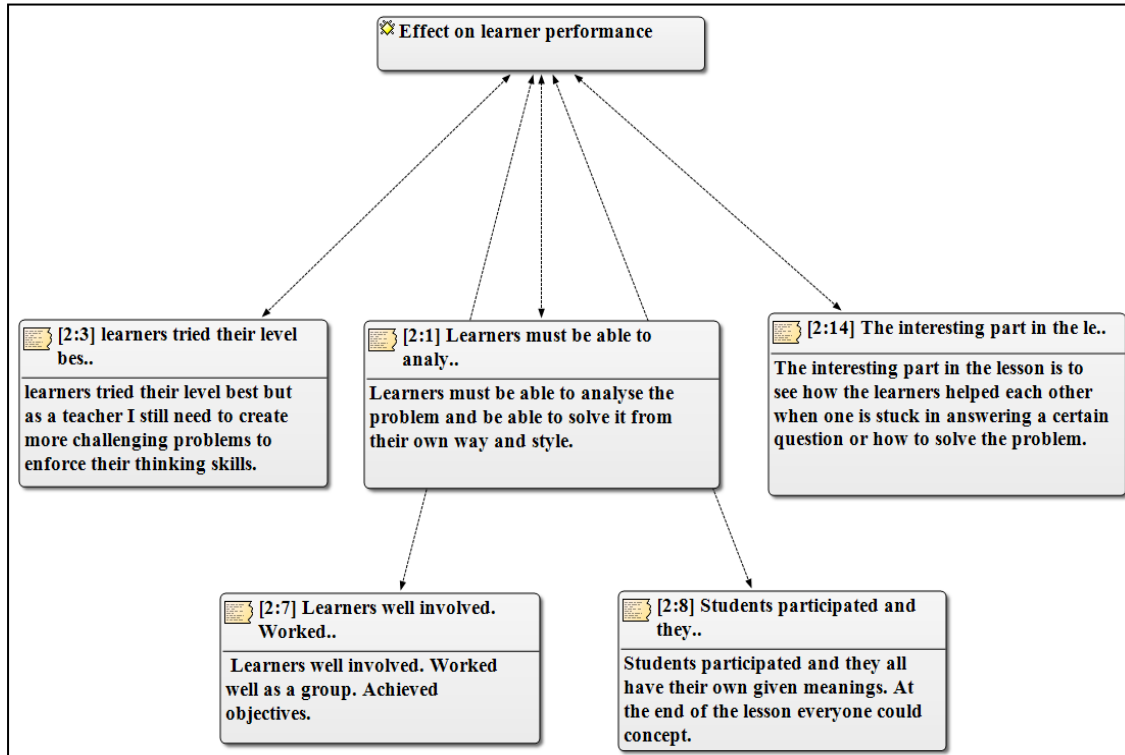 Effect on learner performance
[2:3] learners tried their level
bes..
learners tried their level best but
as a teacher I still need to create
more challenging problems to
enforce their thinking skills.
[2:1] Learners must be able to
analy..
Learners must be able to analyse the
problem and be able to solve it from
their own way and style.
[2:14] The interesting part in the le..
The interesting part in the lesson is to
see how the learners helped each other
when one is stuck in answering a certain
question or how to solve the problem.
[2:7] Learners well involved.
Worked..
Learners well involved. Worked
well as a group. Achieved
objectives.
[2:8] Students participated and
they..
Students participated and they all
have their own given meanings. At
the end of the lesson everyone could
concept.